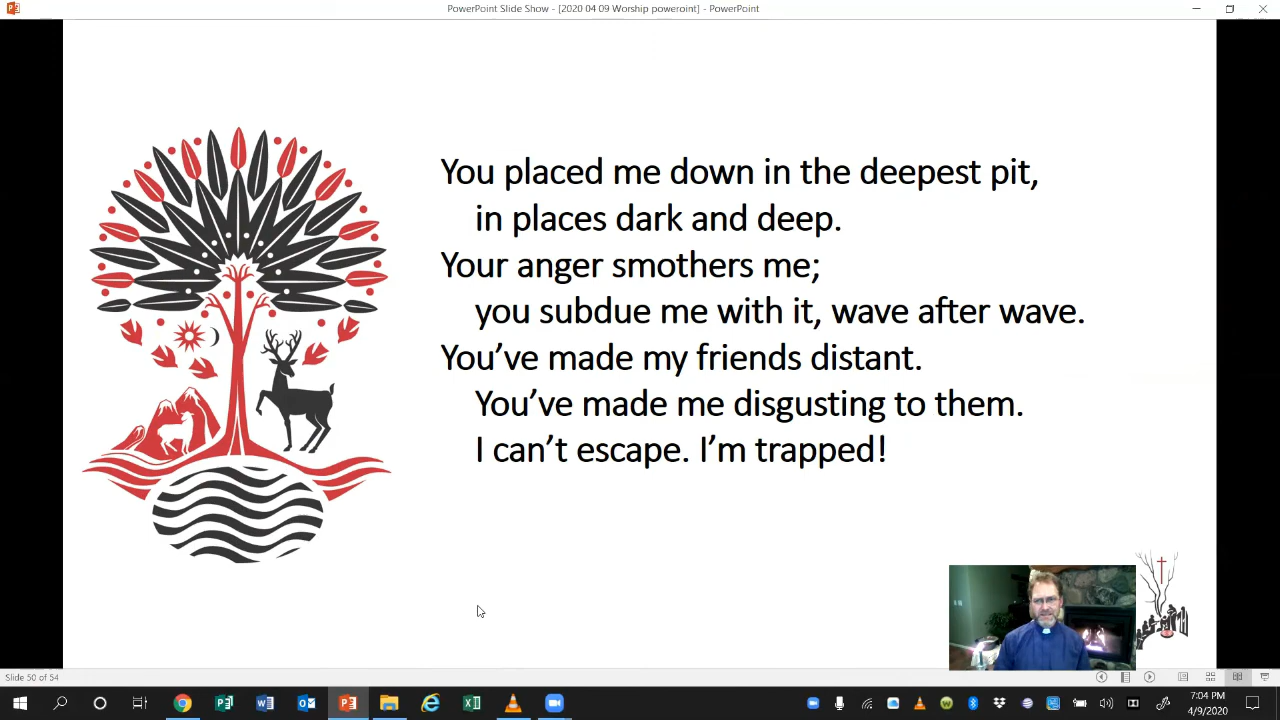 PowerPoint Slide Show - [2020 04 09 Worship poweroint] - PowerPoint
You placed me down in the deepest pit,
in places dark and deep.
Your anger smothers me;
you subdue me with it, wave after wave.
You’ve made my friends distant.
You’ve made me disgusting to them.
I can’t escape. I’m trapped!
Slide 50 of 54
7:04 PM
4/9/2020